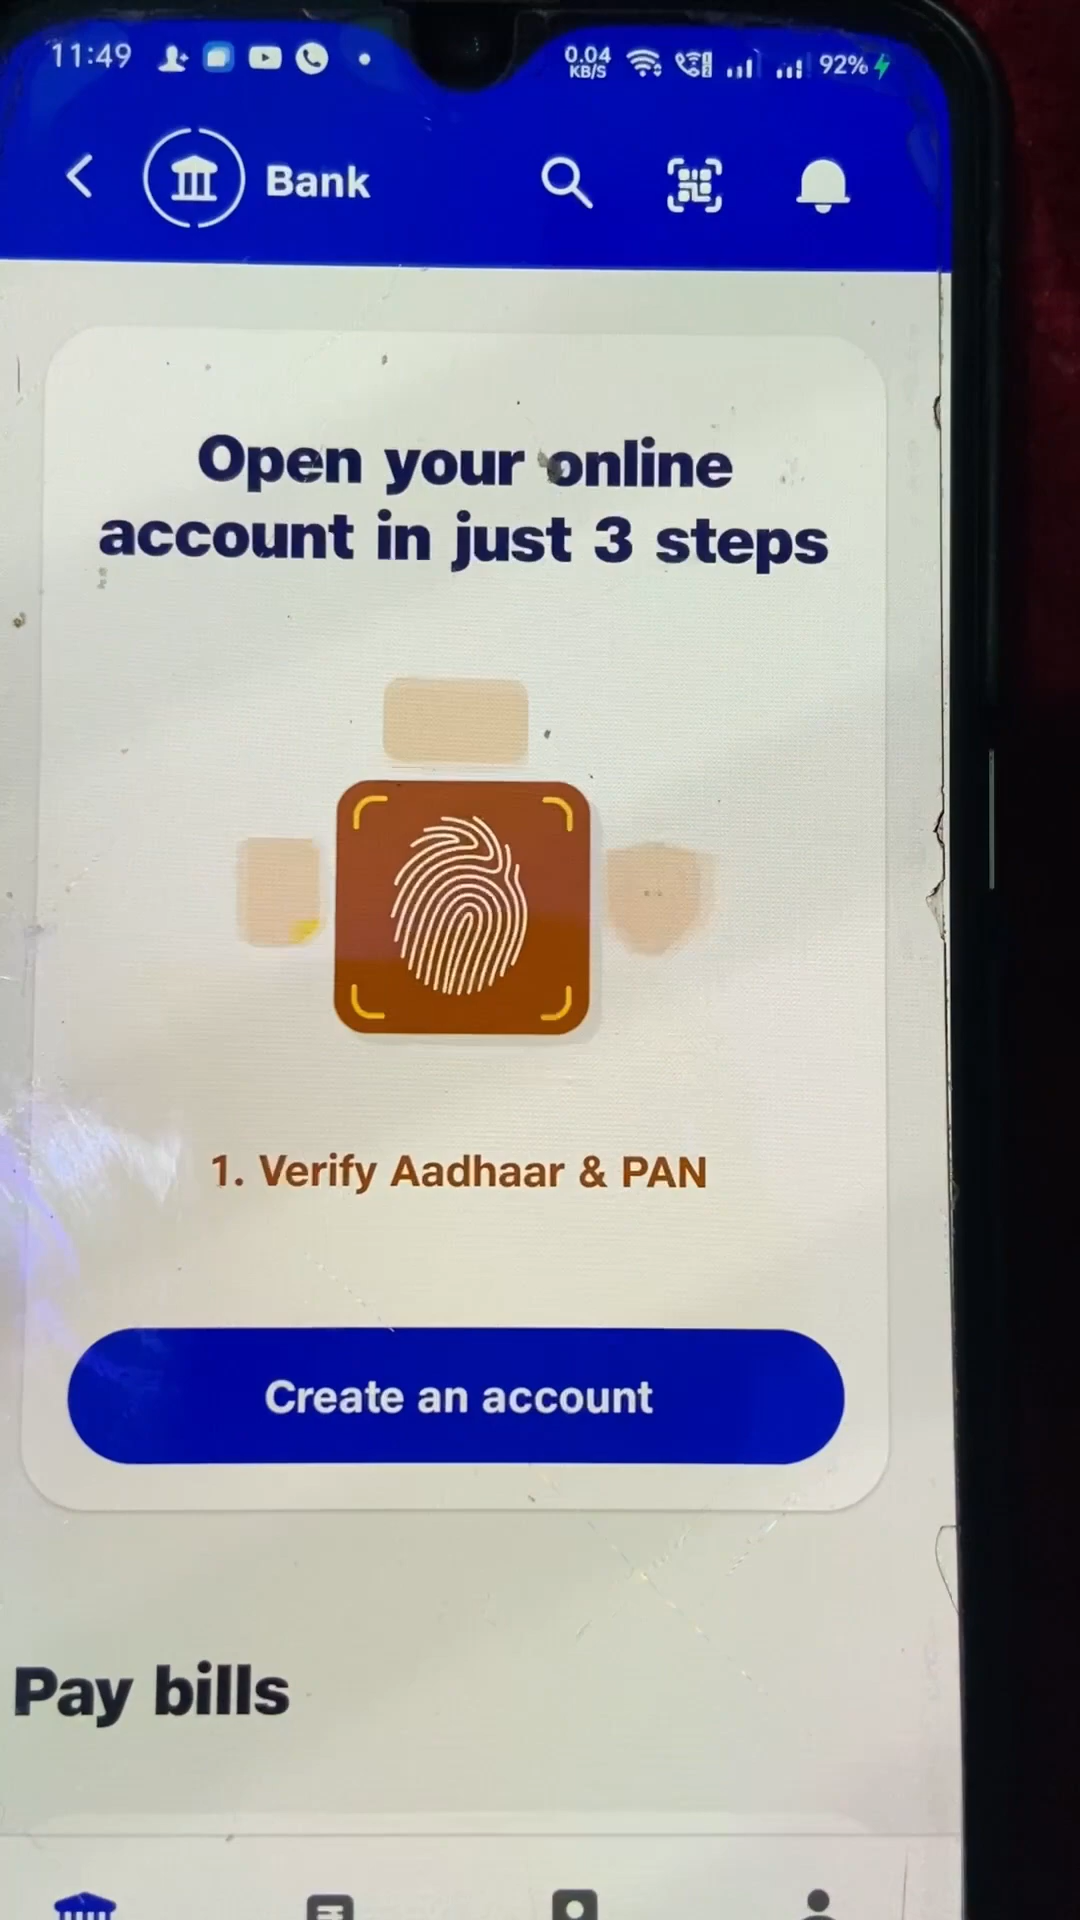 11:49
0.04
KB/S
92%
Bank
Open your online
account in just 3 steps
1. Verify Aadhaar & PAN
Create an account
Pay bills